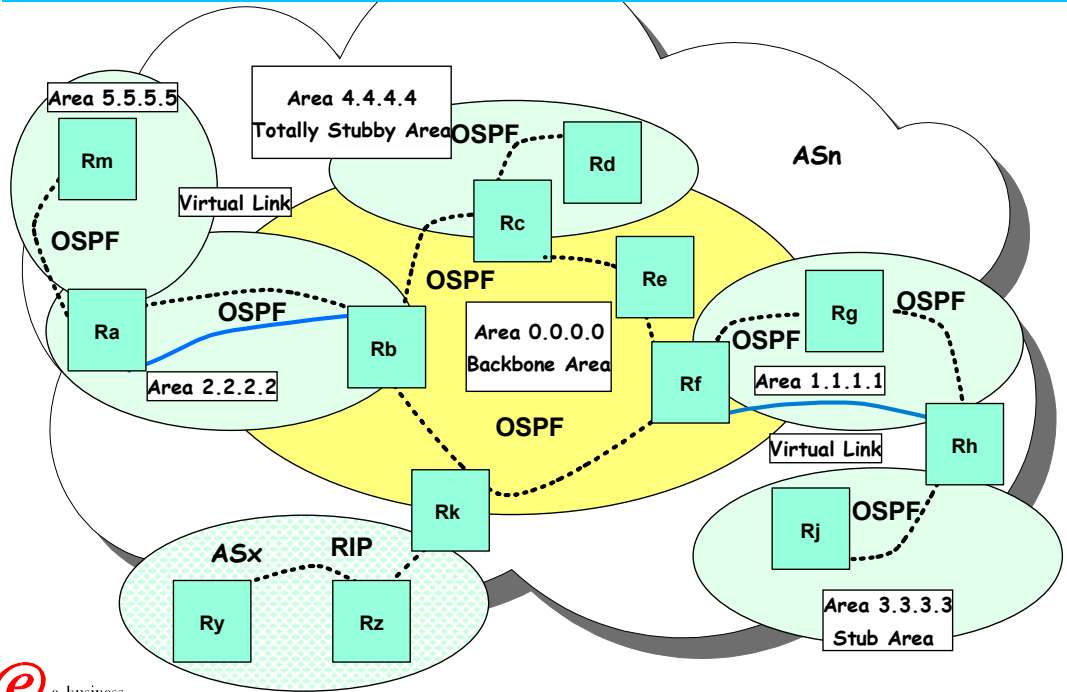 Area 5.5.5.5
Rm
OSPF
Virtual Link
Area 4.4.4.4
Totally Stubby Area
OSPF
Rd
Rc
ASn
Ra
OSPF
Rb
Area 2.2.2.2
OSPF
Re
Area 0.0.0.0
Backbone Area
OSPF
Rf
OSPF
Rg
OSPF
Area 1.1.1.1
Virtual Link
Rh
Rk
ASx
RIP
Ry
Rz
Rj
OSPF
Area 3.3.3.3
Stub Area
e
e-business